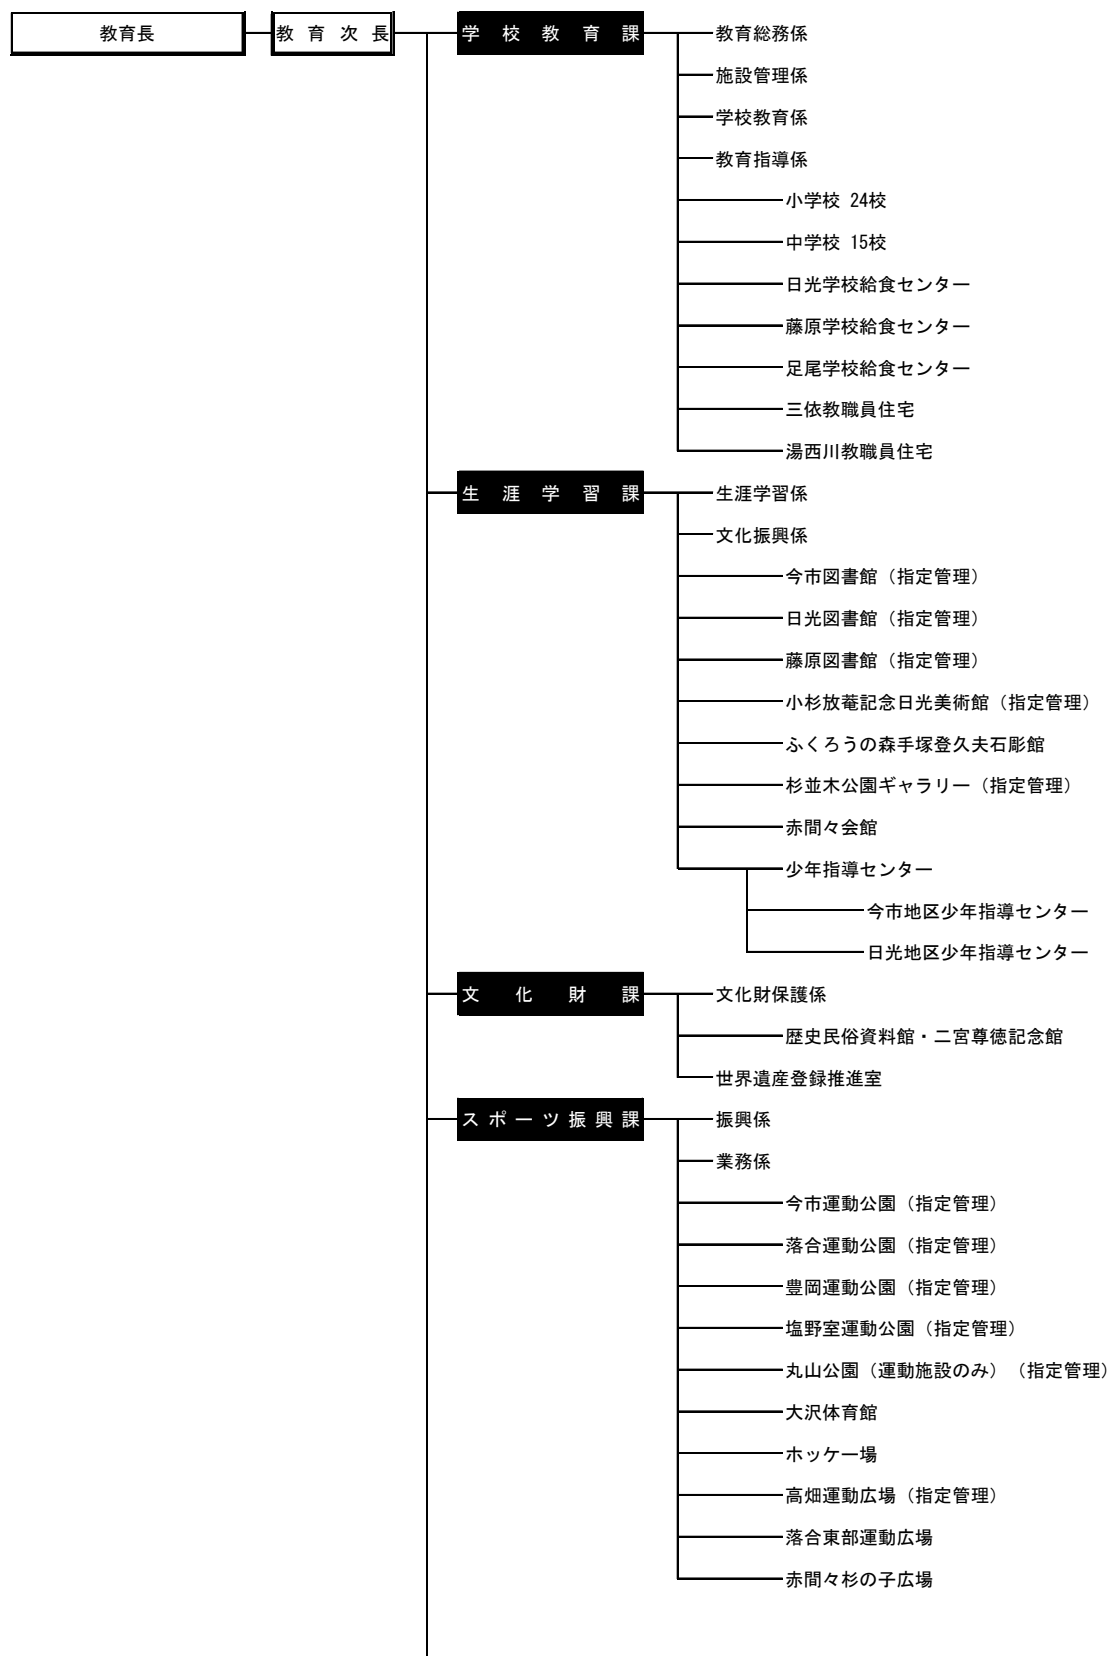 教育長 教育次長 学校教育課 教育総務係
施設管理係
学校教育係
教育指導係
小学校 24校
中学校 15校
日光学校給食センター
藤原学校給食センター
足尾学校給食センター
三依教職員住宅
湯西川教職員住宅
生涯学習課 生涯学習係
文化振興係
今市図書館（指定管理）
日光図書館（指定管理）
藤原図書館（指定管理）
小杉放菴記念日光美術館（指定管理）
ふくろうの森手塚登久夫石彫館
杉並木公園ギャラリー（指定管理）
赤間々会館
少年指導センター
今市地区少年指導センター
日光地区少年指導センター
文化財課 文化財保護係
歴史民俗資料館・二宮尊徳記念館
世界遺産登録推進室
スポーツ振興課 振興係
業務係
今市運動公園（指定管理）
落合運動公園（指定管理）
豊岡運動公園（指定管理）
塩野室運動公園（指定管理）
丸山公園（運動施設のみ）（指定管理）
大沢体育館
ホッケー場
高畑運動広場（指定管理）
落合東部運動広場
赤間々杉の子広場